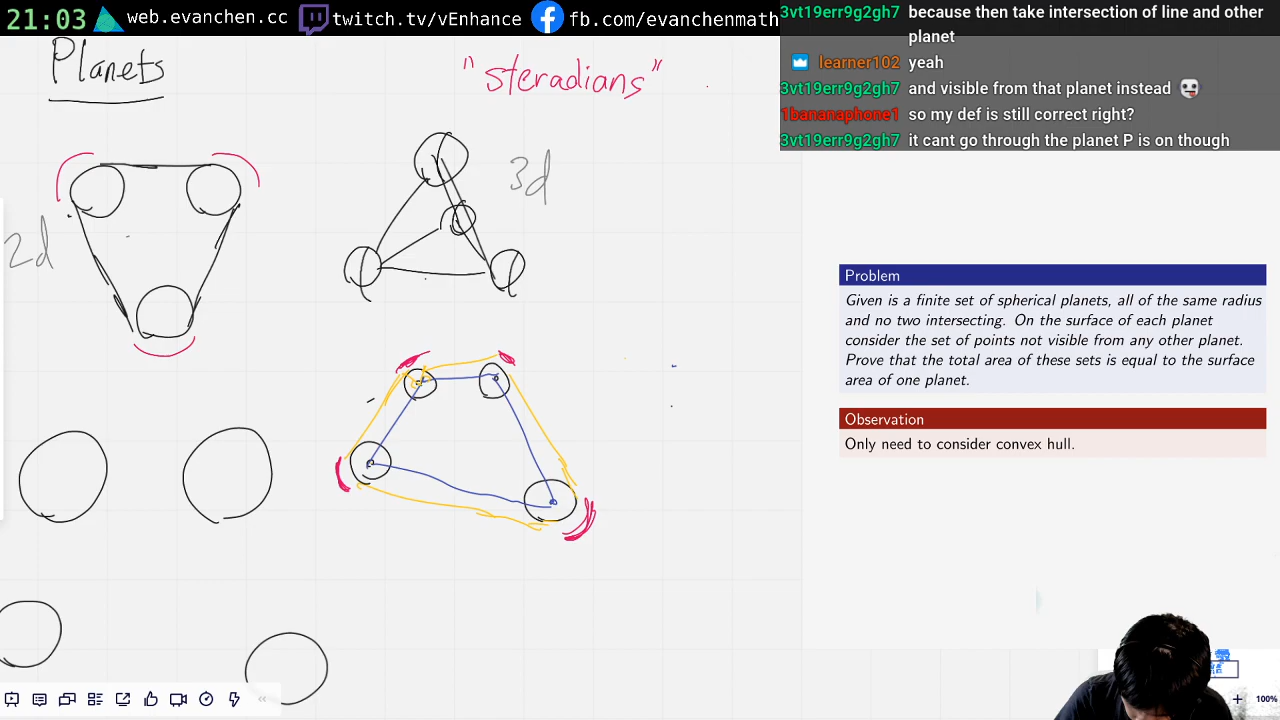 21:03 web.evanchen.cc twitch.tv/vEnhance fb.com/evanchenmath
3vt19err9g2gh7 because then take intersection of line and other
planet
learner102 yeah
3vt19err9g2gh7 and visible from that planet instead
1bananaphone1 so my def is still correct right?
3vt19err9g2gh7 it cant go through the planet P is on though
Planets
"steradians"
2d
3d
Problem
Given is a finite set of spherical planets, all of the same radius
and no two intersecting. On the surface of each planet
consider the set of points not visible from any other planet.
Prove that the total area of these sets is equal to the surface
area of one planet.
Observation
Only need to consider convex hull.
100%